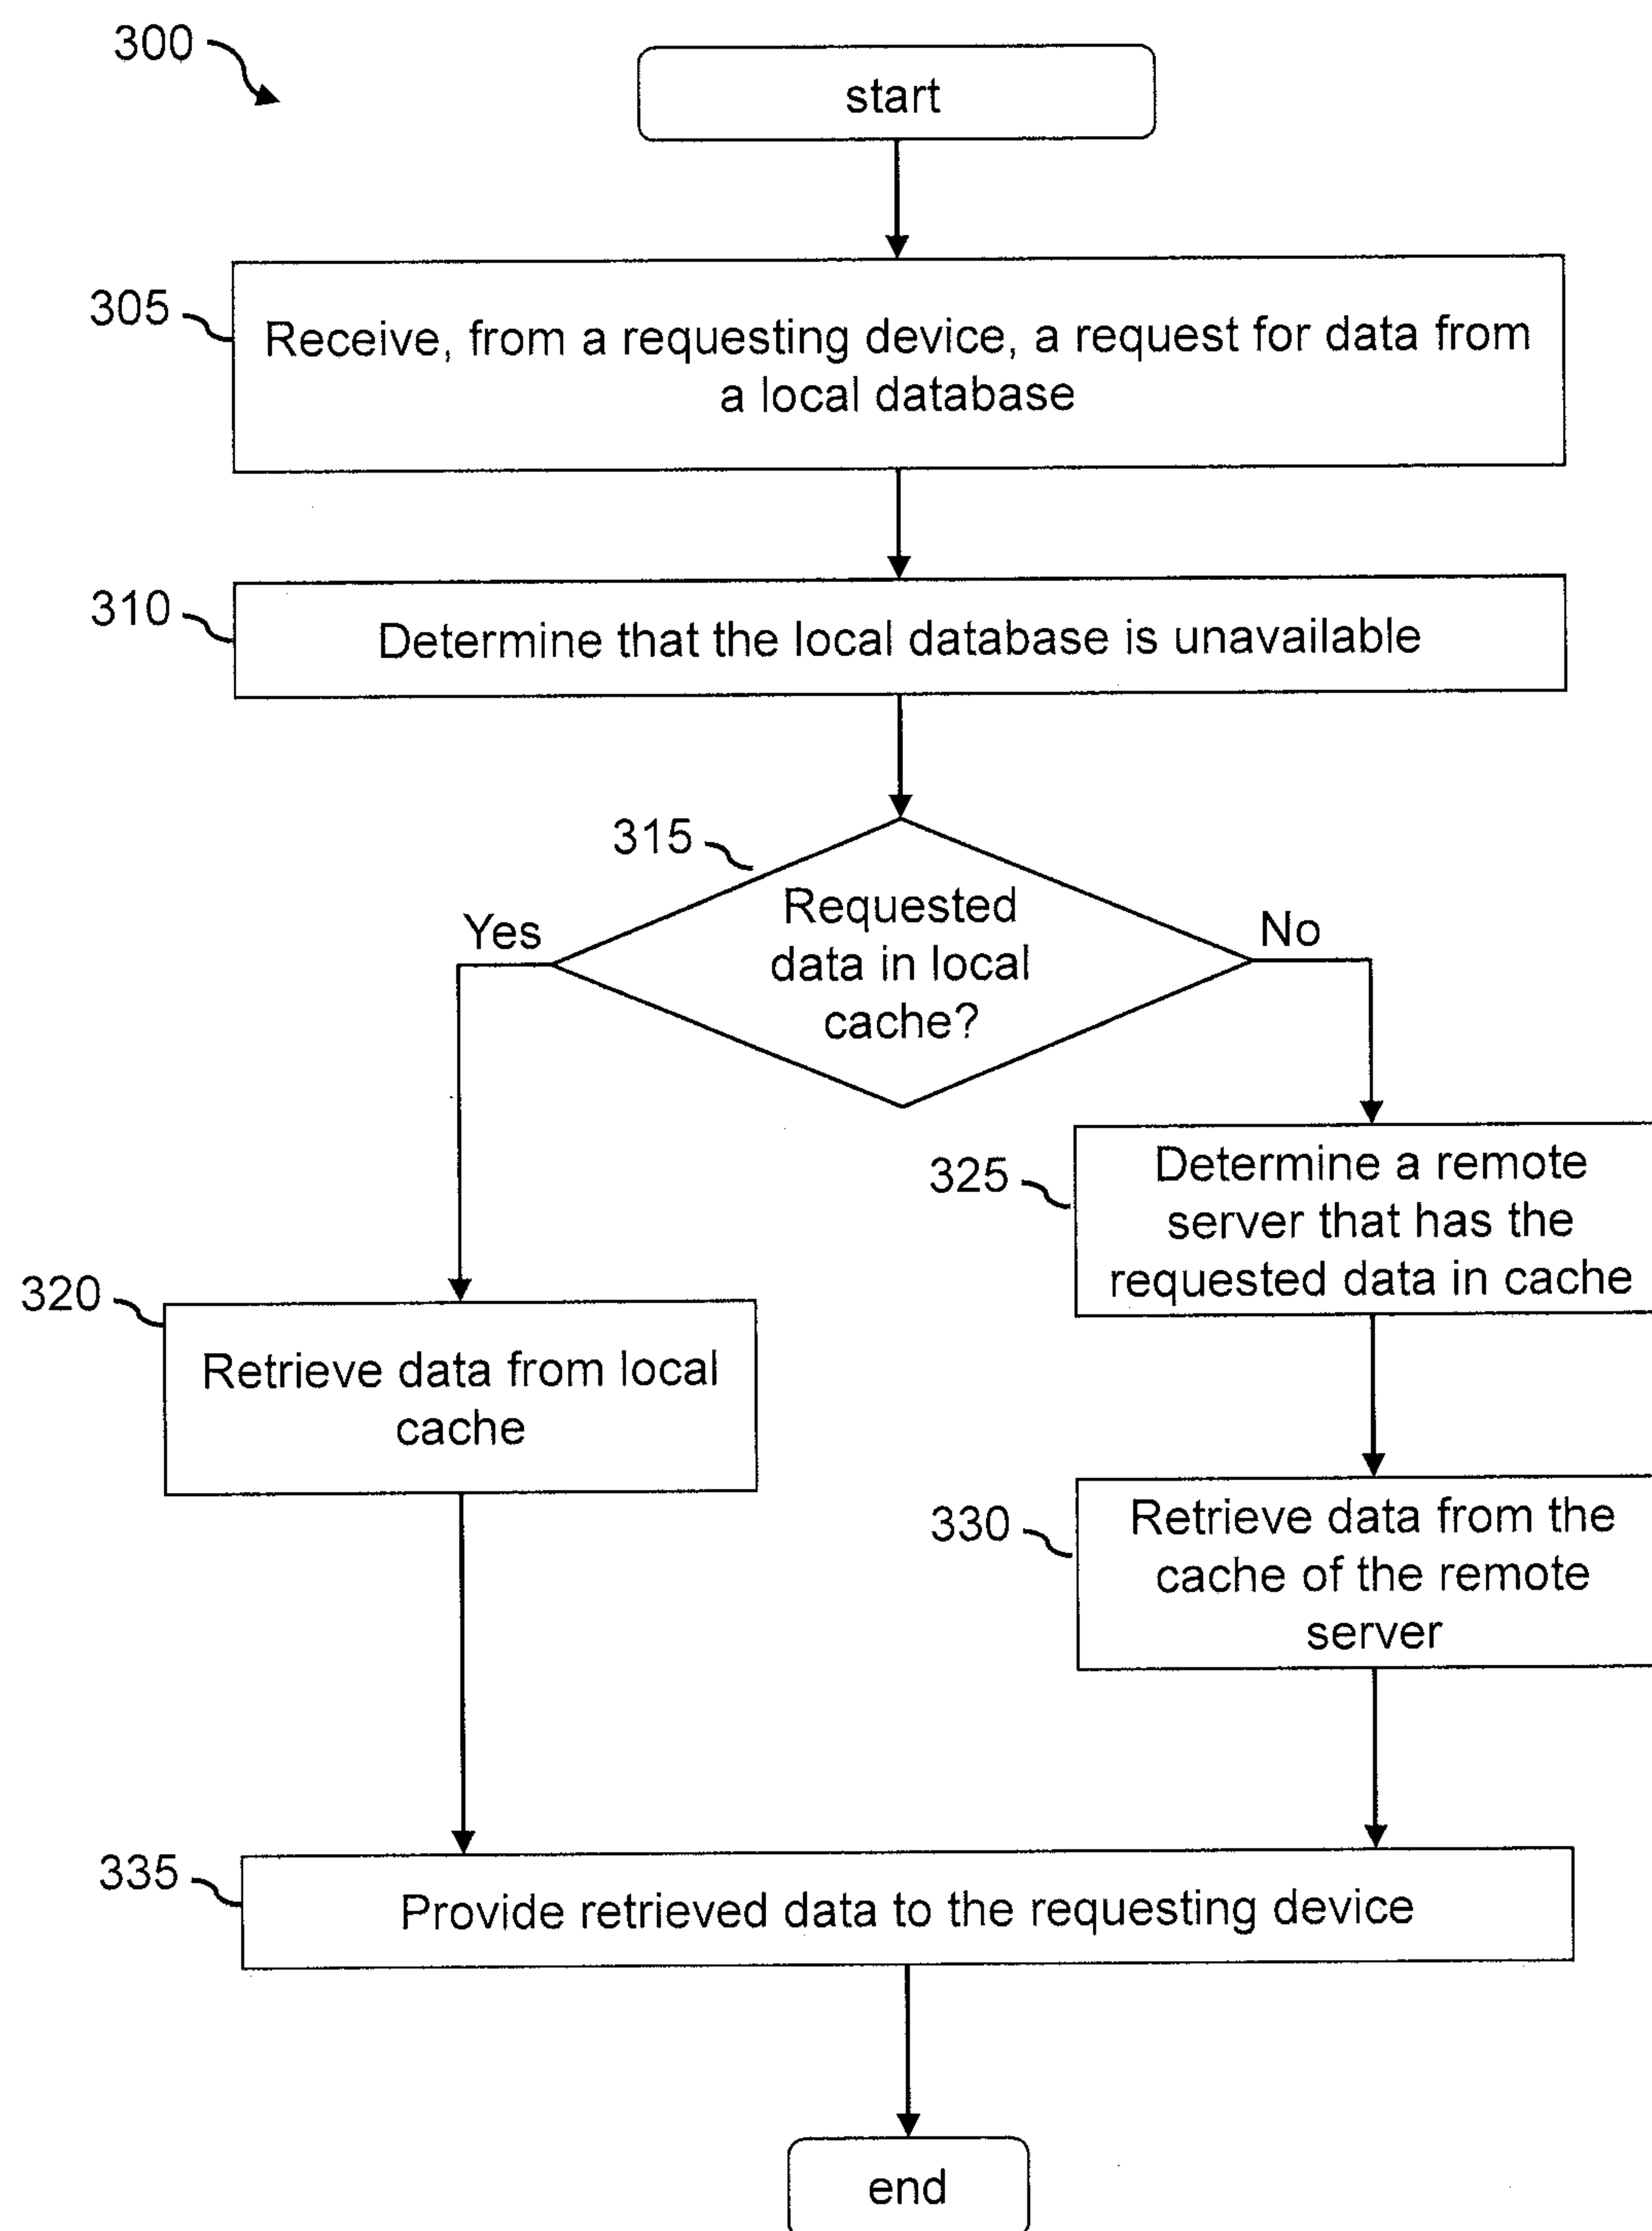 300
start
305
Receive, from a requesting device, a request for data from
a local database
310
Determine that the local database is unavailable
315
Requested
data in local
cache?
Yes
No
325
Determine a remote
server that has the
requested data in cache
320
Retrieve data from local
cache
330
Retrieve data from the
cache of the remote
server
335
Provide retrieved data to the requesting device
end